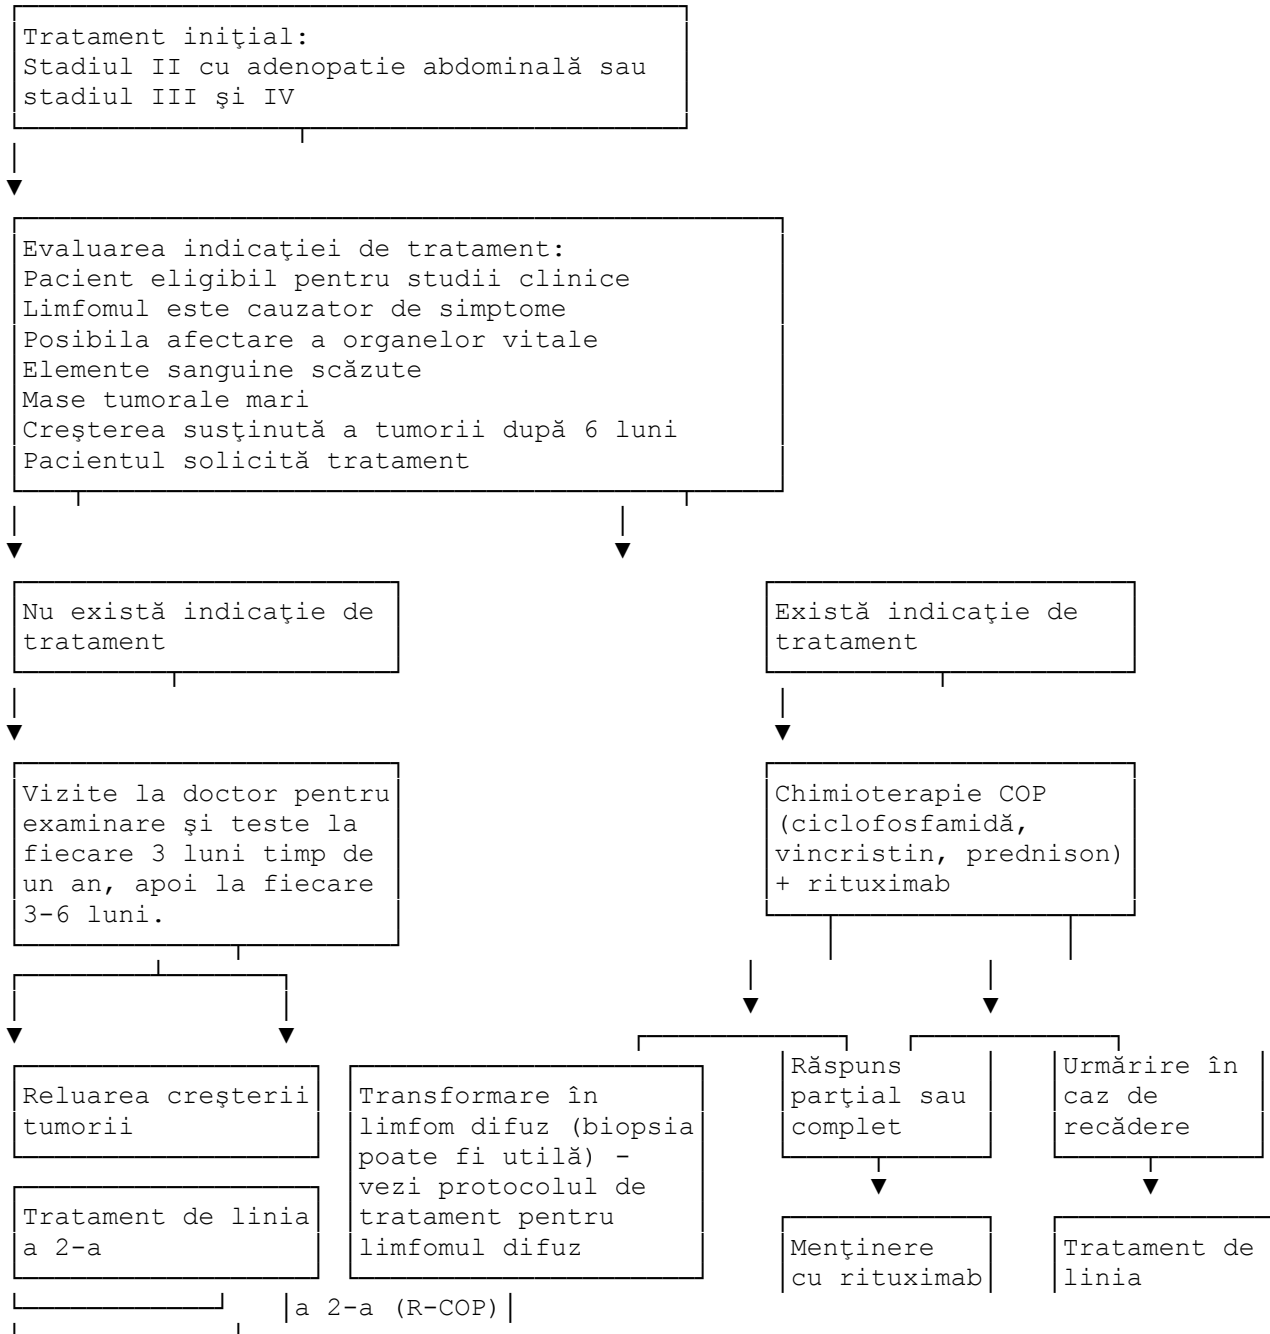 Tratament iniţial:
Stadiul II cu adenopatie abdominală sau
stadiul III şi IV
Evaluarea indicaţiei de tratament:
Pacient eligibil pentru studii clinice
Limfomul este cauzator de simptome
Posibila afectare a organelor vitale
Elemente sanguine scăzute
Mase tumorale mari
Creşterea susţinută a tumorii după 6 luni
Pacientul solicită tratament
Nu există indicaţie de
tratament
Există indicaţie de
tratament
Vizite la doctor pentru
examinare şi teste la
fiecare 3 luni timp de
un an, apoi la fiecare
3-6 luni.
Chimioterapie COP
(ciclofosfamidă,
vincristin, prednison)
+ rituximab
Reluarea creşterii
tumorii
Transformare în
limfom difuz (biopsia
poate fi utilă) -
vezi protocolul de
tratament pentru
limfomul difuz
Răspuns
parţial sau
complet
Urmărire în
caz de
recădere
Tratament de linia
a 2-a
Menţinere
cu rituximab
Tratament de
linia
a 2-a (R-COP)